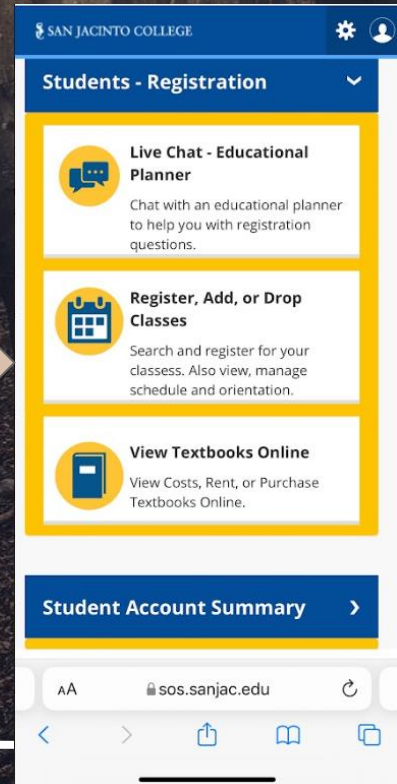 SAN JACINTO COLLEGE
Students - Registration
Live Chat - Educational
Planner
Chat with an educational planner
to help you with registration
questions.
Register, Add, or Drop
Classes
Search and register for your
classess. Also view, manage
schedule and orientation.
View Textbooks Online
View Costs, Rent, or Purchase
Textbooks Online.
Student Account Summary
AA
sos.sanjac.edu